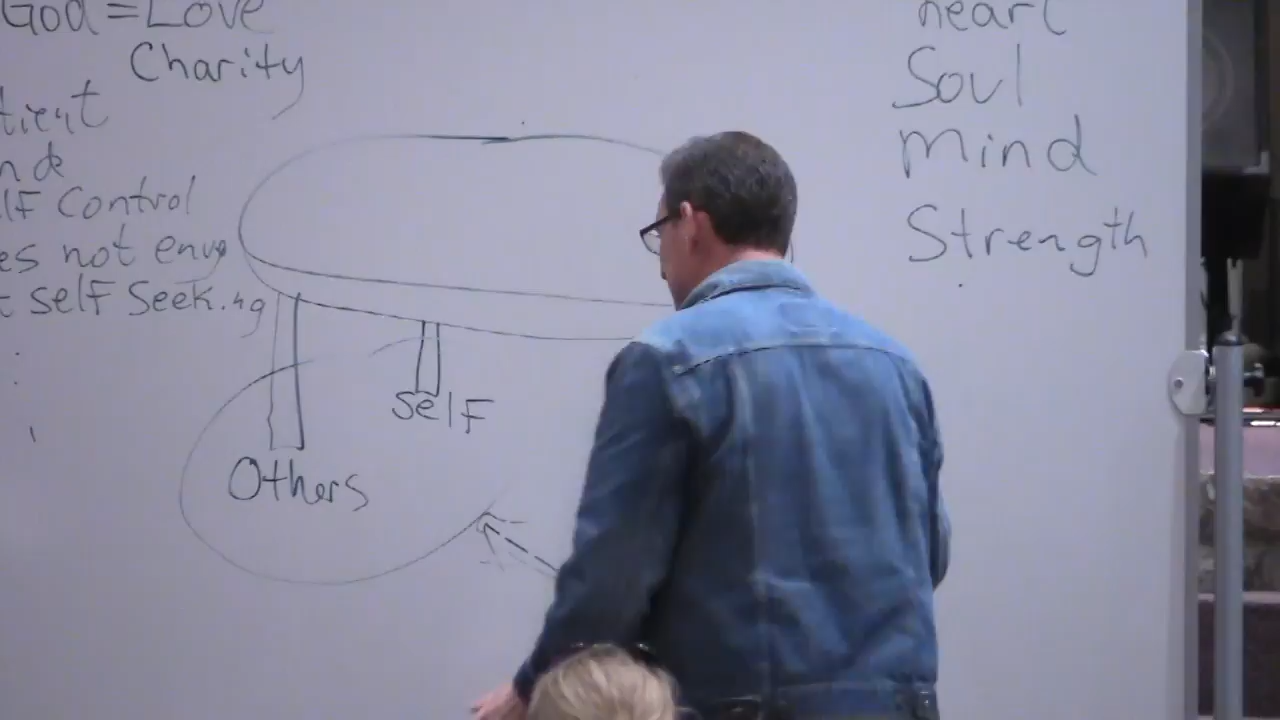 God = Love
Charity
tient
nd
lf Control
es not envy
t self Seeking
Self
Others
heart
Soul
Mind
Strength